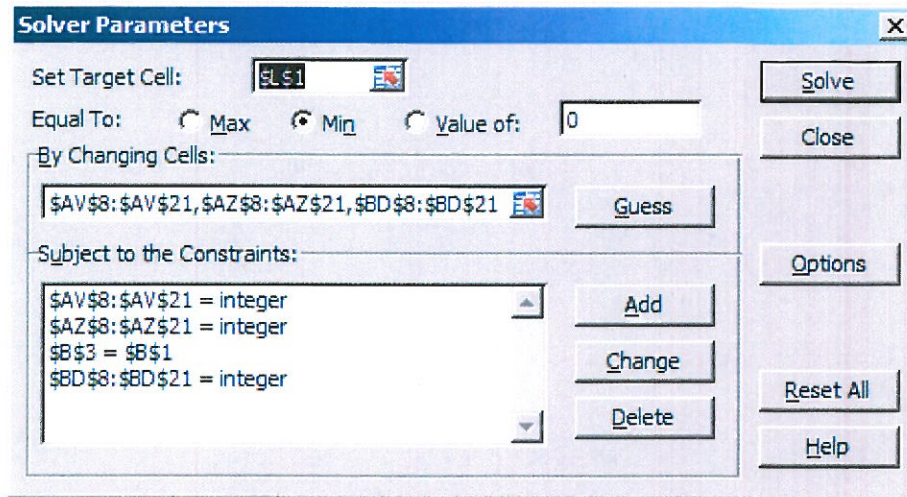 Solver Parameters
Set Target Cell: $L$1 Solve
Equal To: Max Min Value of: 0 Close
By Changing Cells:
$AV$8:$AV$21,$AZ$8:$AZ$21,$BD$8:$BD$21 Guess
Subject to the Constraints: Options
$AV$8:$AV$21 = integer Add
$AZ$8:$AZ$21 = integer
$B$3 = $B$1 Change
$BD$8:$BD$21 = integer
Reset All
Delete
Help